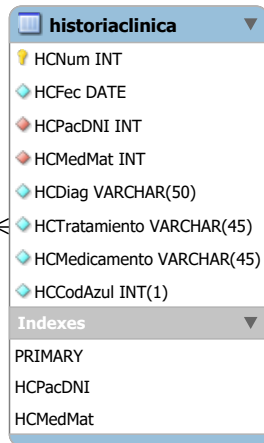 historiaclinica
HCNum INT
HCFec DATE
HCPacDNI INT
HCMedMat INT
HCDiag VARCHAR(50)
HCTratamiento VARCHAR(45)
HCMedicamento VARCHAR(45)
HCCodAzul INT(1)
Indexes
PRIMARY
HCPacDNI
HCMedMat